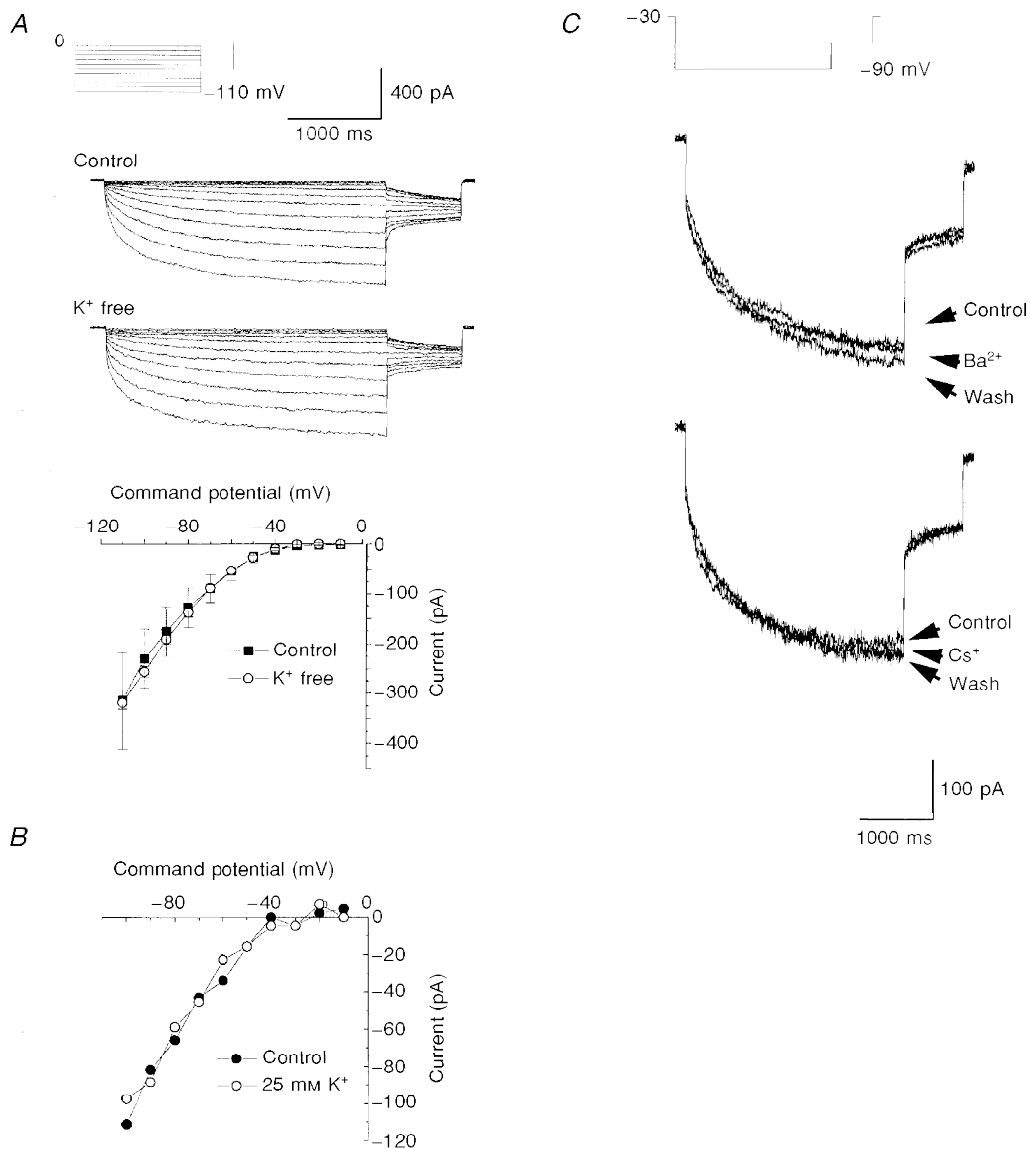 A
0
−110 mV
400 pA
1000 ms
Control
K⁺ free
Command potential (mV)
−120 −80 −40 0
0
−100
−200
−300
−400
Current (pA)
Control
K⁺ free
B
Command potential (mV)
−80 −40 0
0
−20
−40
−60
−80
−100
−120
Current (pA)
Control
25 mM K⁺
C
−30
−90 mV
Control
Ba²⁺
Wash
Control
Cs⁺
Wash
100 pA
1000 ms